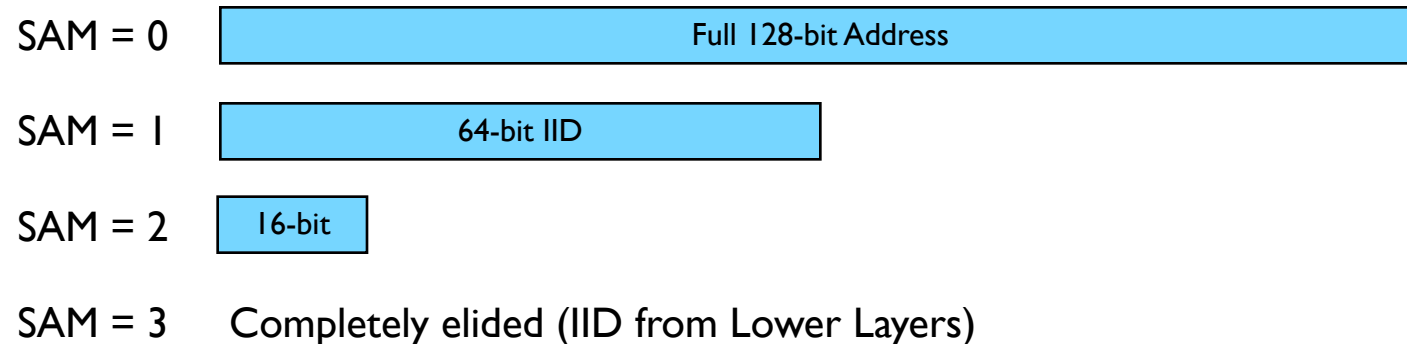 SAM = 0 Full 128-bit Address
SAM = 1 64-bit IID
SAM = 2 16-bit
SAM = 3 Completely elided (IID from Lower Layers)